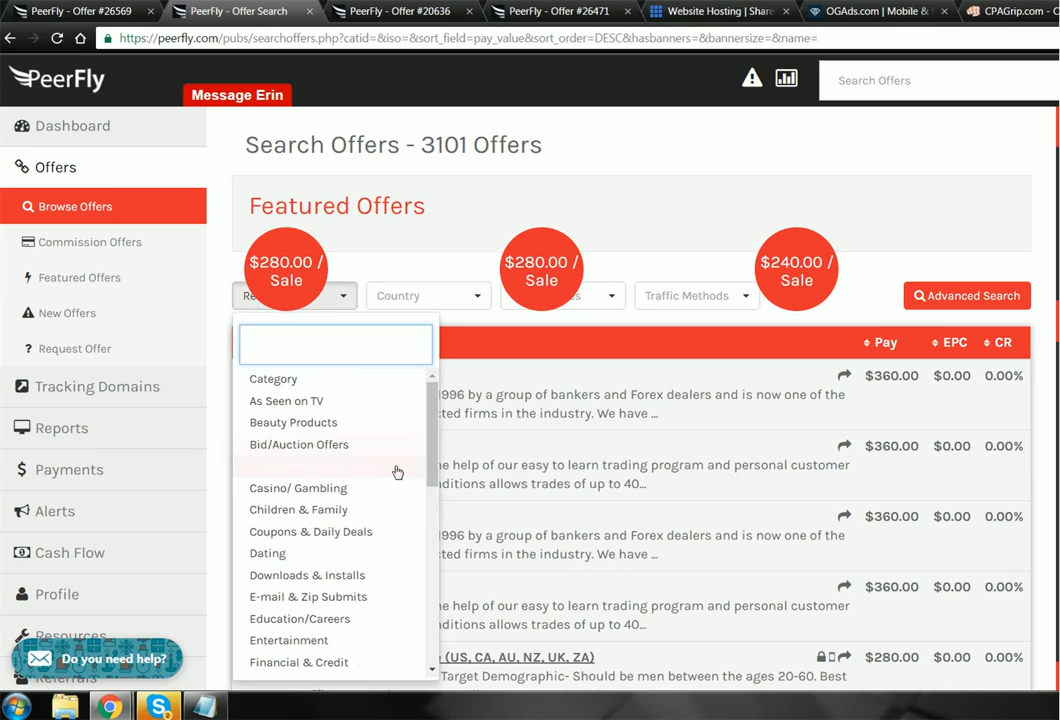 PeerFly - Offer #26569
PeerFly - Offer Search
PeerFly - Offer #20636
PeerFly - Offer #26471
Website Hosting | Share
OGAds.com | Mobile &
CPAGrip.com - C
https://peerfly.com/pubs/searchoffers.php?catid=&iso=&sort_field=pay_value&sort_order=DESC&hasbanners=&bannersize=&name=
PeerFly
Message Erin
Search Offers
Dashboard
Offers
Browse Offers
Commission Offers
Featured Offers
New Offers
Request Offer
Tracking Domains
Reports
Payments
Alerts
Cash Flow
Profile
Resources
Referrals
Do you need help?
Search Offers - 3101 Offers
Featured Offers
$280.00 /
Sale
$280.00 /
Sale
$240.00 /
Sale
Country
Traffic Methods
Advanced Search
Pay
EPC
CR
Category
As Seen on TV
Beauty Products
Bid/Auction Offers
Casino/ Gambling
Children & Family
Coupons & Daily Deals
Dating
Downloads & Installs
E-mail & Zip Submits
Education/Careers
Entertainment
Financial & Credit
$360.00 $0.00 0.00%
1996 by a group of bankers and Forex dealers and is now one of the
cted firms in the industry. We have ...
$360.00 $0.00 0.00%
he help of our easy to learn trading program and personal customer
nditions allows trades of up to 40...
$360.00 $0.00 0.00%
1996 by a group of bankers and Forex dealers and is now one of the
cted firms in the industry. We have ...
$360.00 $0.00 0.00%
he help of our easy to learn trading program and personal customer
nditions allows trades of up to 40...
(US, CA, AU, NZ, UK, ZA)
$280.00 $0.00 0.00%
Target Demographic- Should be men between the ages 20-60. Best